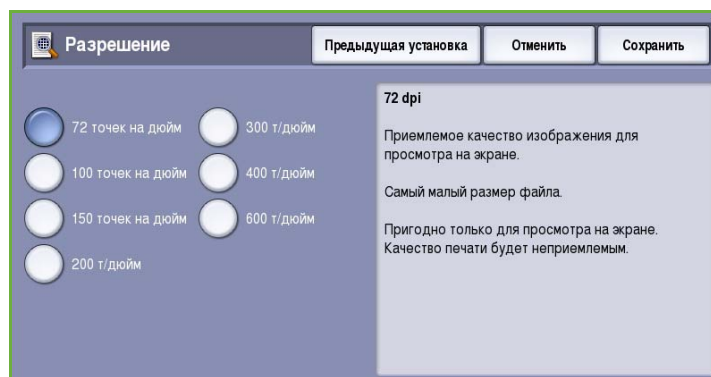 Разрешение
Предыдущая установка
Отменить
Сохранить
72 точек на дюйм
100 точек на дюйм
150 точек на дюйм
200 т/дюйм
300 т/дюйм
400 т/дюйм
600 т/дюйм
72 dpi
Приемлемое качество изображения для
просмотра на экране.
Самый малый размер файла.
Пригодно только для просмотра на экране.
Качество печати будет неприемлемым.